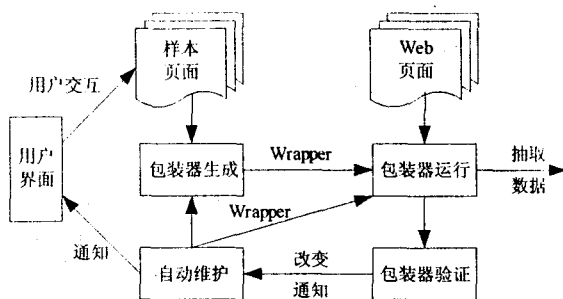 样本
页面
Web
页面
用户交互
用户
界面
包装器生成
Wrapper
包装器运行
抽取
数据
Wrapper
通知
自动维护
改变
通知
包装器验证